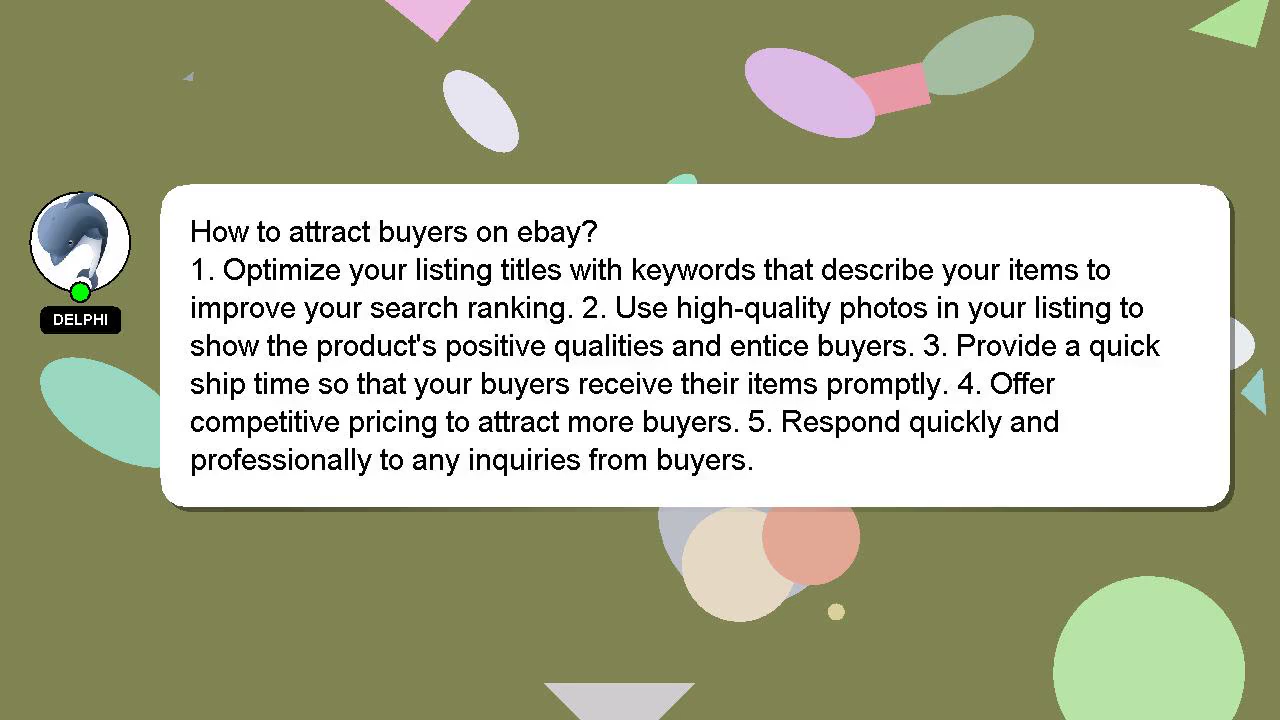 How to attract buyers on ebay?
1. Optimize your listing titles with keywords that describe your items to
improve your search ranking. 2. Use high-quality photos in your listing to
show the product's positive qualities and entice buyers. 3. Provide a quick
ship time so that your buyers receive their items promptly. 4. Offer
competitive pricing to attract more buyers. 5. Respond quickly and
professionally to any inquiries from buyers.
DELPHI